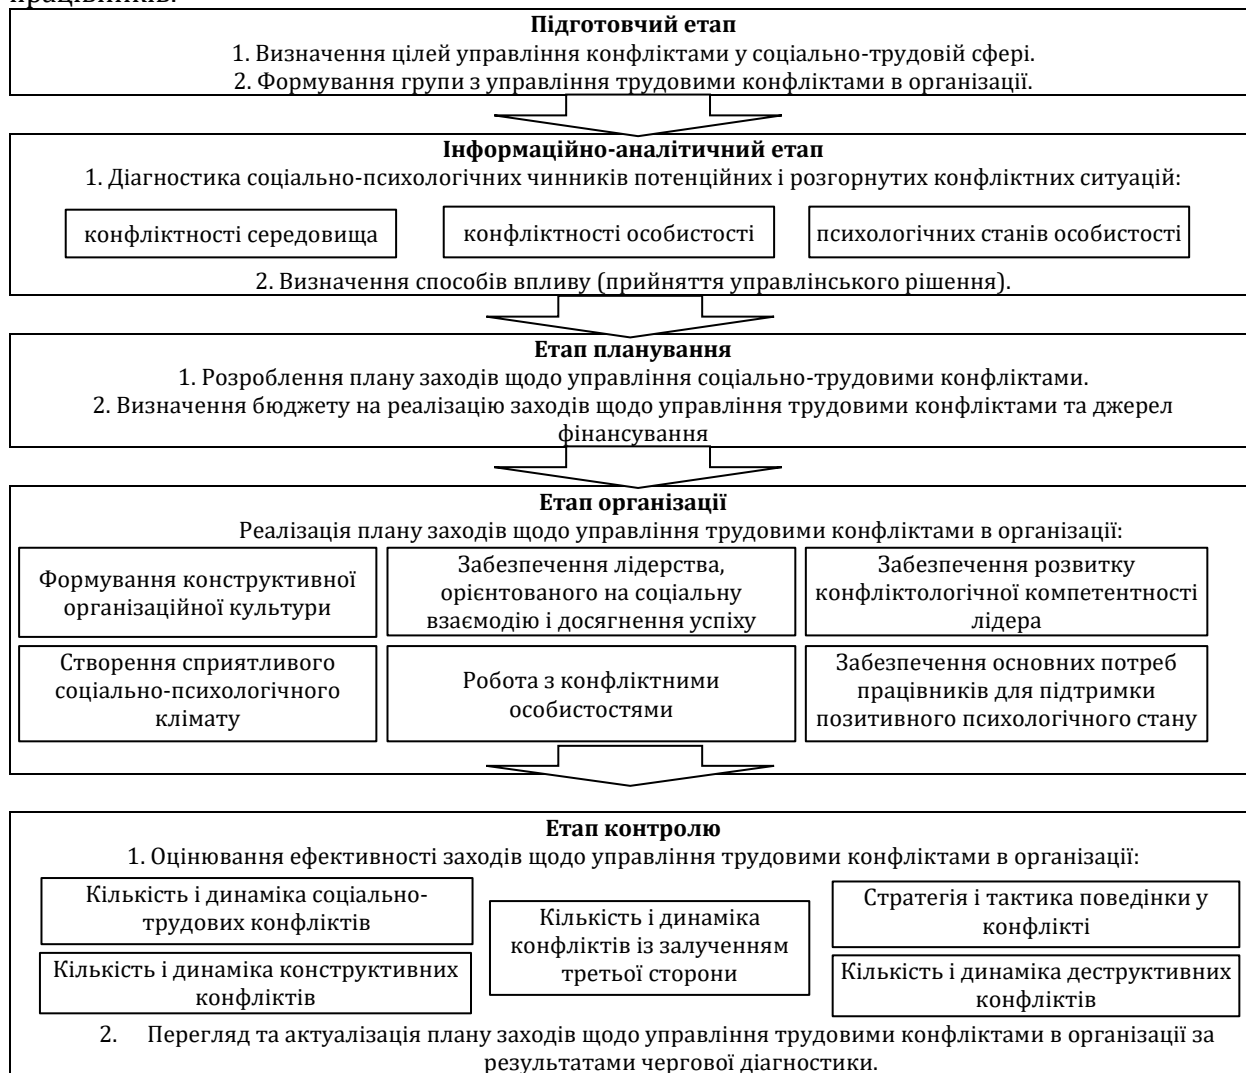 працівників.
Підготовчий етап
1. Визначення цілей управління конфліктами у соціально-трудовій сфері.
2. Формування групи з управління трудовими конфліктами в організації.
Інформаційно-аналітичний етап
1. Діагностика соціально-психологічних чинників потенційних і розгорнутих конфліктних ситуацій:
конфліктності середовища
конфліктності особистості
психологічних станів особистості
2. Визначення способів впливу (прийняття управлінського рішення).
Етап планування
1. Розроблення плану заходів щодо управління соціально-трудовими конфліктами.
2. Визначення бюджету на реалізацію заходів щодо управління трудовими конфліктами та джерел
фінансування
Етап організації
Реалізація плану заходів щодо управління трудовими конфліктами в організації:
Формування конструктивної
організаційної культури
Забезпечення лідерства,
орієнтованого на соціальну
взаємодію і досягнення успіху
Забезпечення розвитку
конфліктологічної компетентності
лідера
Створення сприятливого
соціально-психологічного
клімату
Робота з конфліктними
особистостями
Забезпечення основних потреб
працівників для підтримки
позитивного психологічного стану
Етап контролю
1. Оцінювання ефективності заходів щодо управління трудовими конфліктами в організації:
Кількість і динаміка соціально-
трудових конфліктів
Кількість і динаміка конструктивних
конфліктів
Кількість і динаміка
конфліктів із залученням
третьої сторони
Стратегія і тактика поведінки у
конфлікті
Кількість і динаміка деструктивних
конфліктів
2. Перегляд та актуалізація плану заходів щодо управління трудовими конфліктами в організації за
результатами чергової діагностики.